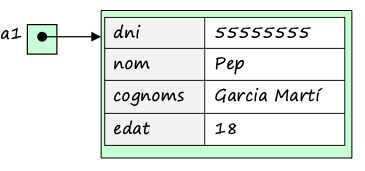 a1
dni 55555555
nom Pep
cognoms Garcia Martí
edat 18